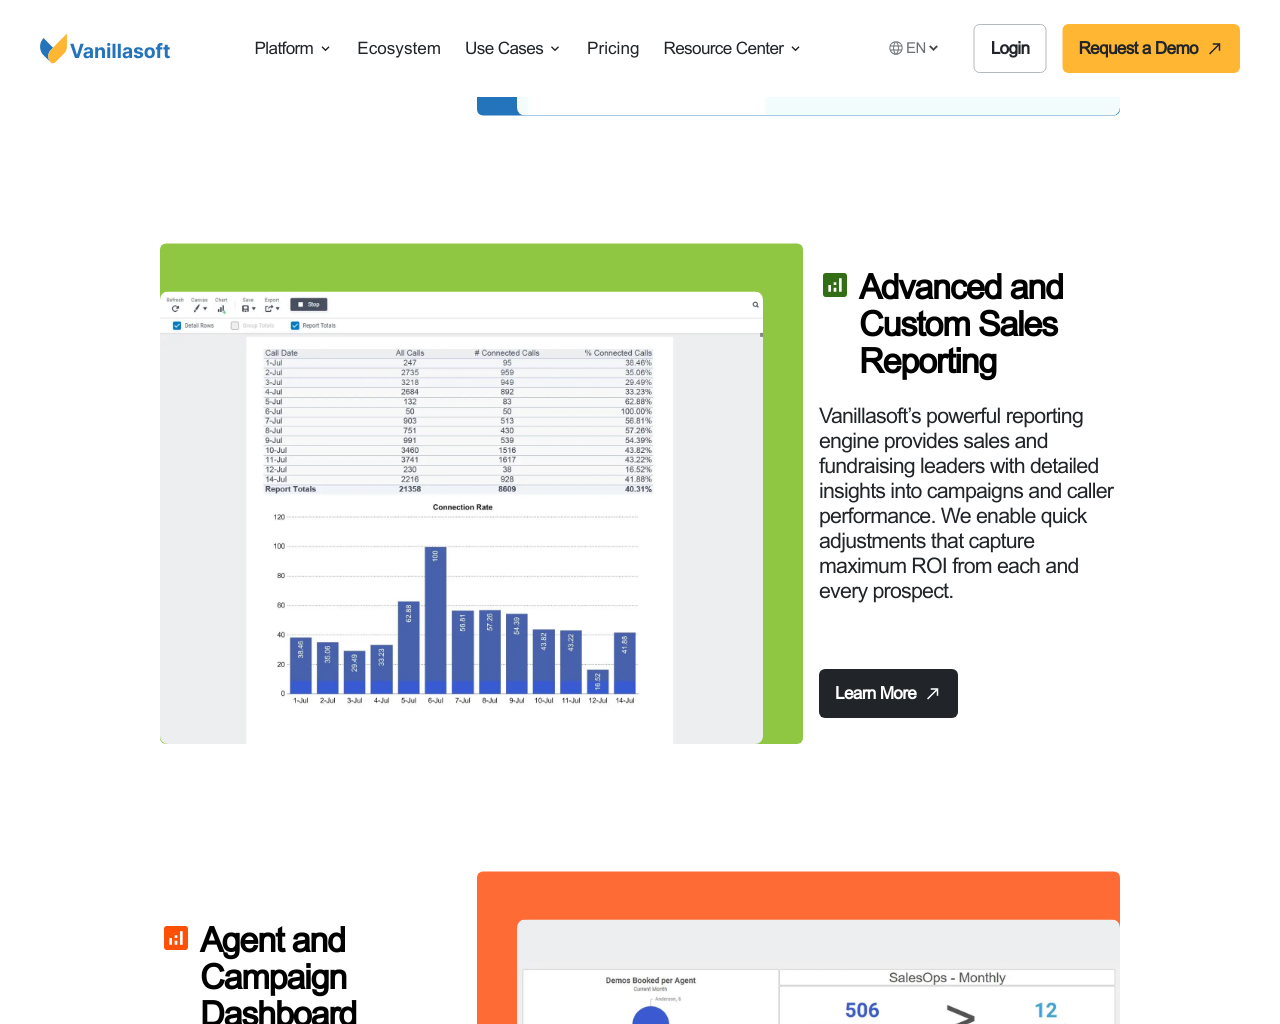 Vanillasoft
Platform
Ecosystem
Use Cases
Pricing
Resource Center
EN
Login
Request a Demo
Refresh Canvas Chart Save Export Stop
Detail Rows Group Totals Report Totals
Call Date All Calls # Connected Calls % Connected Calls
1-Jul 247 95 38.46%
2-Jul 2735 959 35.06%
3-Jul 3218 949 29.49%
4-Jul 2684 892 33.23%
5-Jul 132 83 62.88%
6-Jul 50 50 100.00%
7-Jul 903 513 56.81%
8-Jul 751 430 57.26%
9-Jul 991 539 54.39%
10-Jul 3460 1516 43.82%
11-Jul 3741 1617 43.22%
12-Jul 230 38 16.52%
14-Jul 2216 928 41.88%
Report Totals 21358 8609 40.31%
Connection Rate
120
100
80
60
40
20
0
38.46 35.06 29.49 33.23 62.88 100 56.81 57.26 54.39 43.82 43.22 16.52 41.88
1-Jul 2-Jul 3-Jul 4-Jul 5-Jul 6-Jul 7-Jul 8-Jul 9-Jul 10-Jul 11-Jul 12-Jul 14-Jul
Advanced and
Custom Sales
Reporting
Vanillasoft’s powerful reporting
engine provides sales and
fundraising leaders with detailed
insights into campaigns and caller
performance. We enable quick
adjustments that capture
maximum ROI from each and
every prospect.
Learn More
Agent and
Campaign
Dashboard
Demos Booked per Agent
Current Month
SalesOps - Monthly
506 > 12